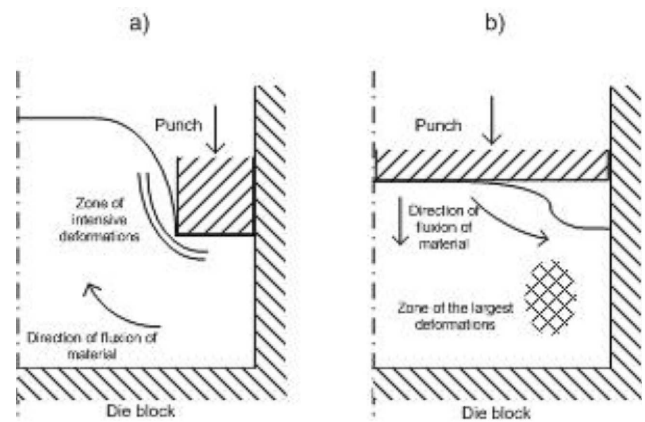 a)
Punch
Zone of
intensive
deformations
Direction of fluxion of
material
Die block
b)
Punch
Direction of
fluxion of
material
Zone of the largest
deformations
Die block